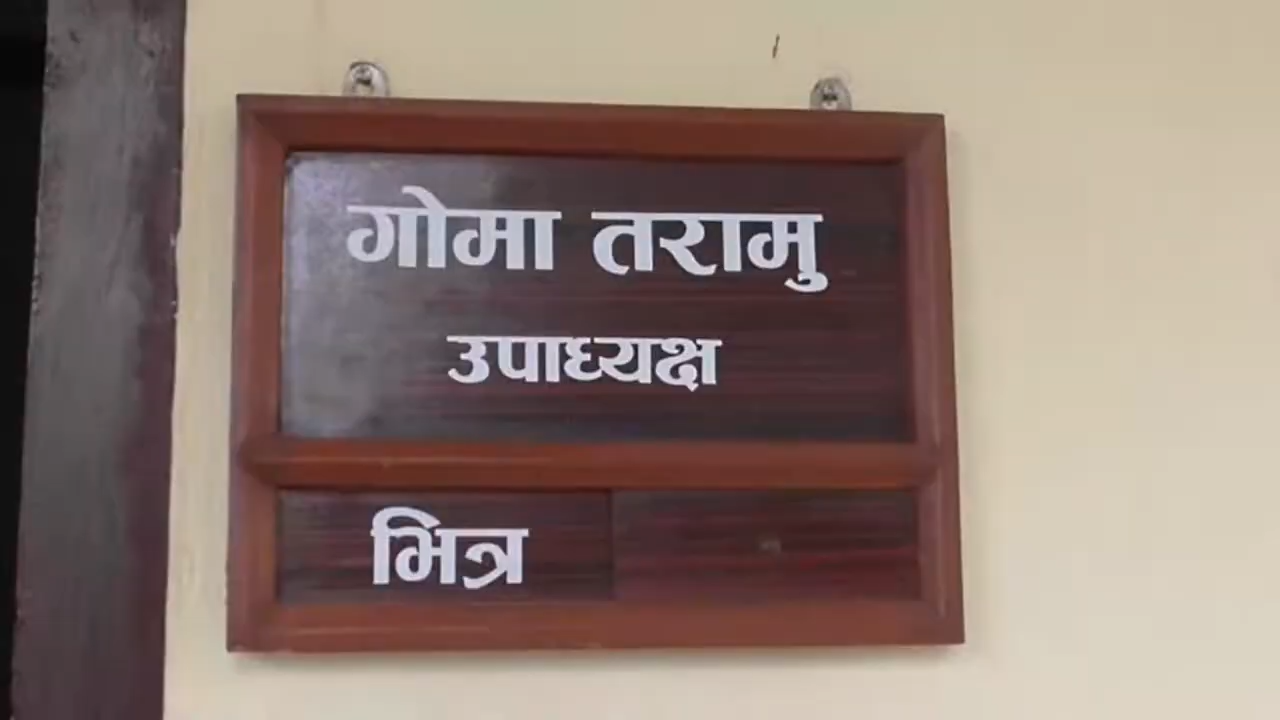 गोमा तरामु
उपाध्यक्ष
भित्र